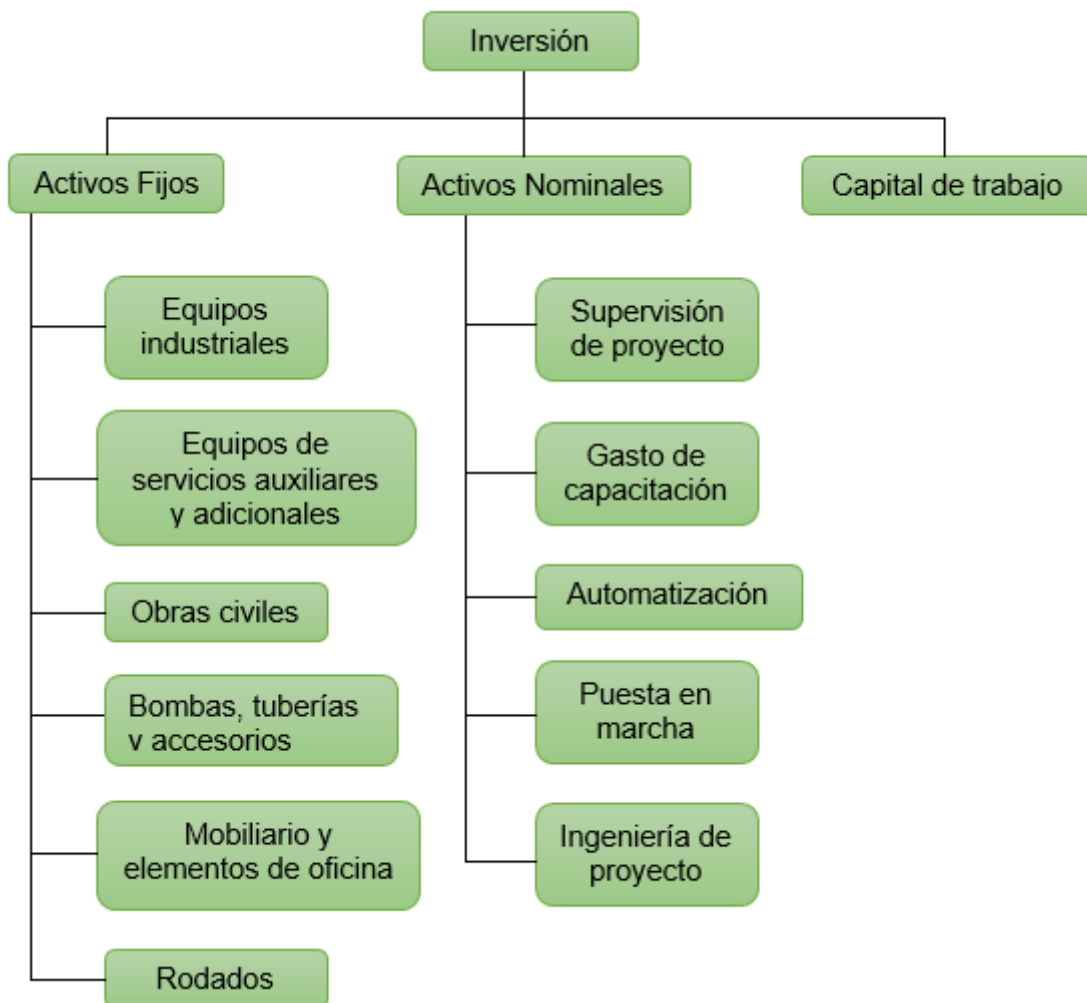 Inversión
Activos Fijos
Activos Nominales
Capital de trabajo
Equipos
industriales
Equipos de
servicios auxiliares
y adicionales
Obras civiles
Bombas, tuberías
y accesorios
Mobiliario y
elementos de oficina
Rodados
Supervisión
de proyecto
Gasto de
capacitación
Automatización
Puesta en
marcha
Ingeniería de
proyecto